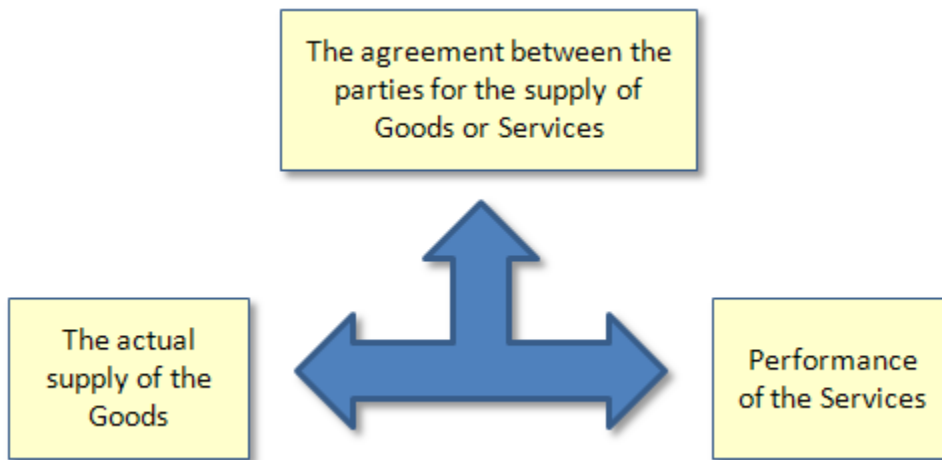 The agreement between the
parties for the supply of
Goods or Services
The actual
supply of the
Goods
Performance
of the Services